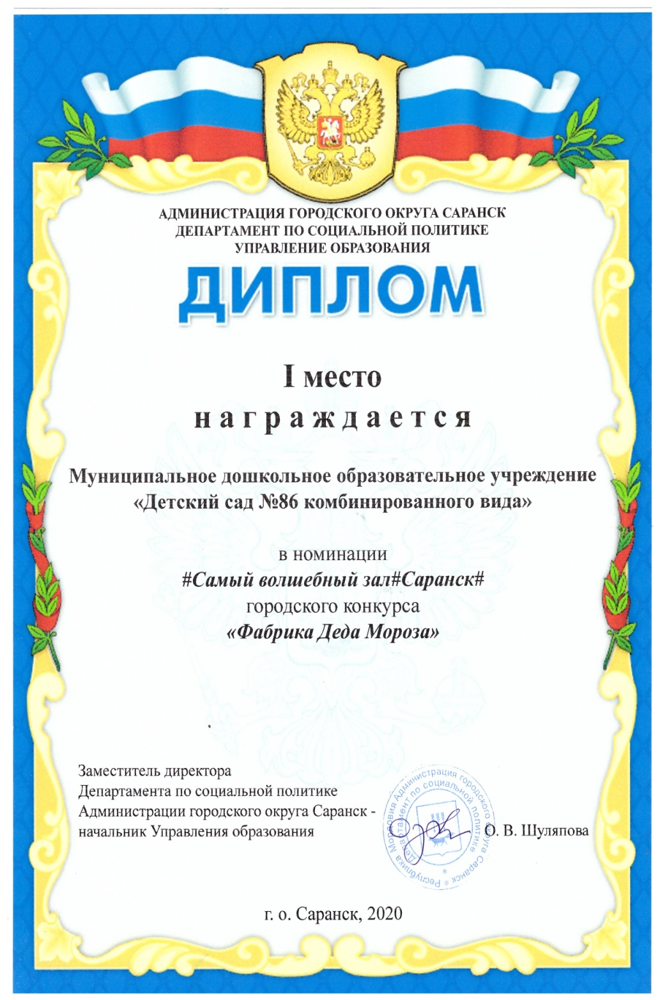 АДМИНИСТРАЦИЯ ГОРОДСКОГО ОКРУГА САРАНСК
ДЕПАРТАМЕНТ ПО СОЦИАЛЬНОЙ ПОЛИТИКЕ
УПРАВЛЕНИЕ ОБРАЗОВАНИЯ
ДИПЛОМ
I место
награждается
Муниципальное дошкольное образовательное учреждение
«Детский сад №86 комбинированного вида»
в номинации
#Самый волшебный зал#Саранск#
городского конкурса
«Фабрика Деда Мороза»
Заместитель директора
Департамента по социальной политике
Администрации городского округа Саранск -
начальник Управления образования
О. В. Шуляпова
Республика Мордовия Администрация городского округа Саранск *
Департамент по социальной политике *
г. о. Саранск, 2020